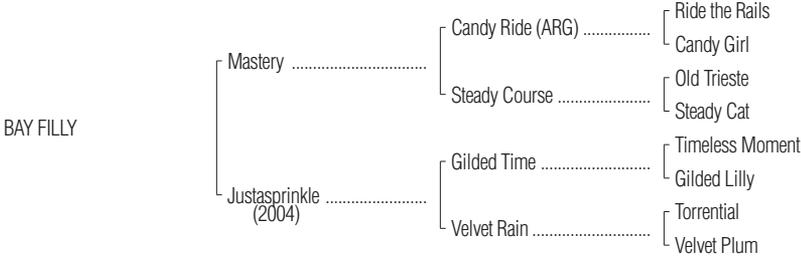 Ride the Rails
Candy Ride (ARG) ................
Candy Girl
Mastery ................................
Old Trieste
Steady Course ......................
Steady Cat
BAY FILLY
Timeless Moment
Gilded Time ..........................
Gilded Lilly
Justasprinkle ........................
(2004)
Torrential
Velvet Rain ............................
Velvet Plum